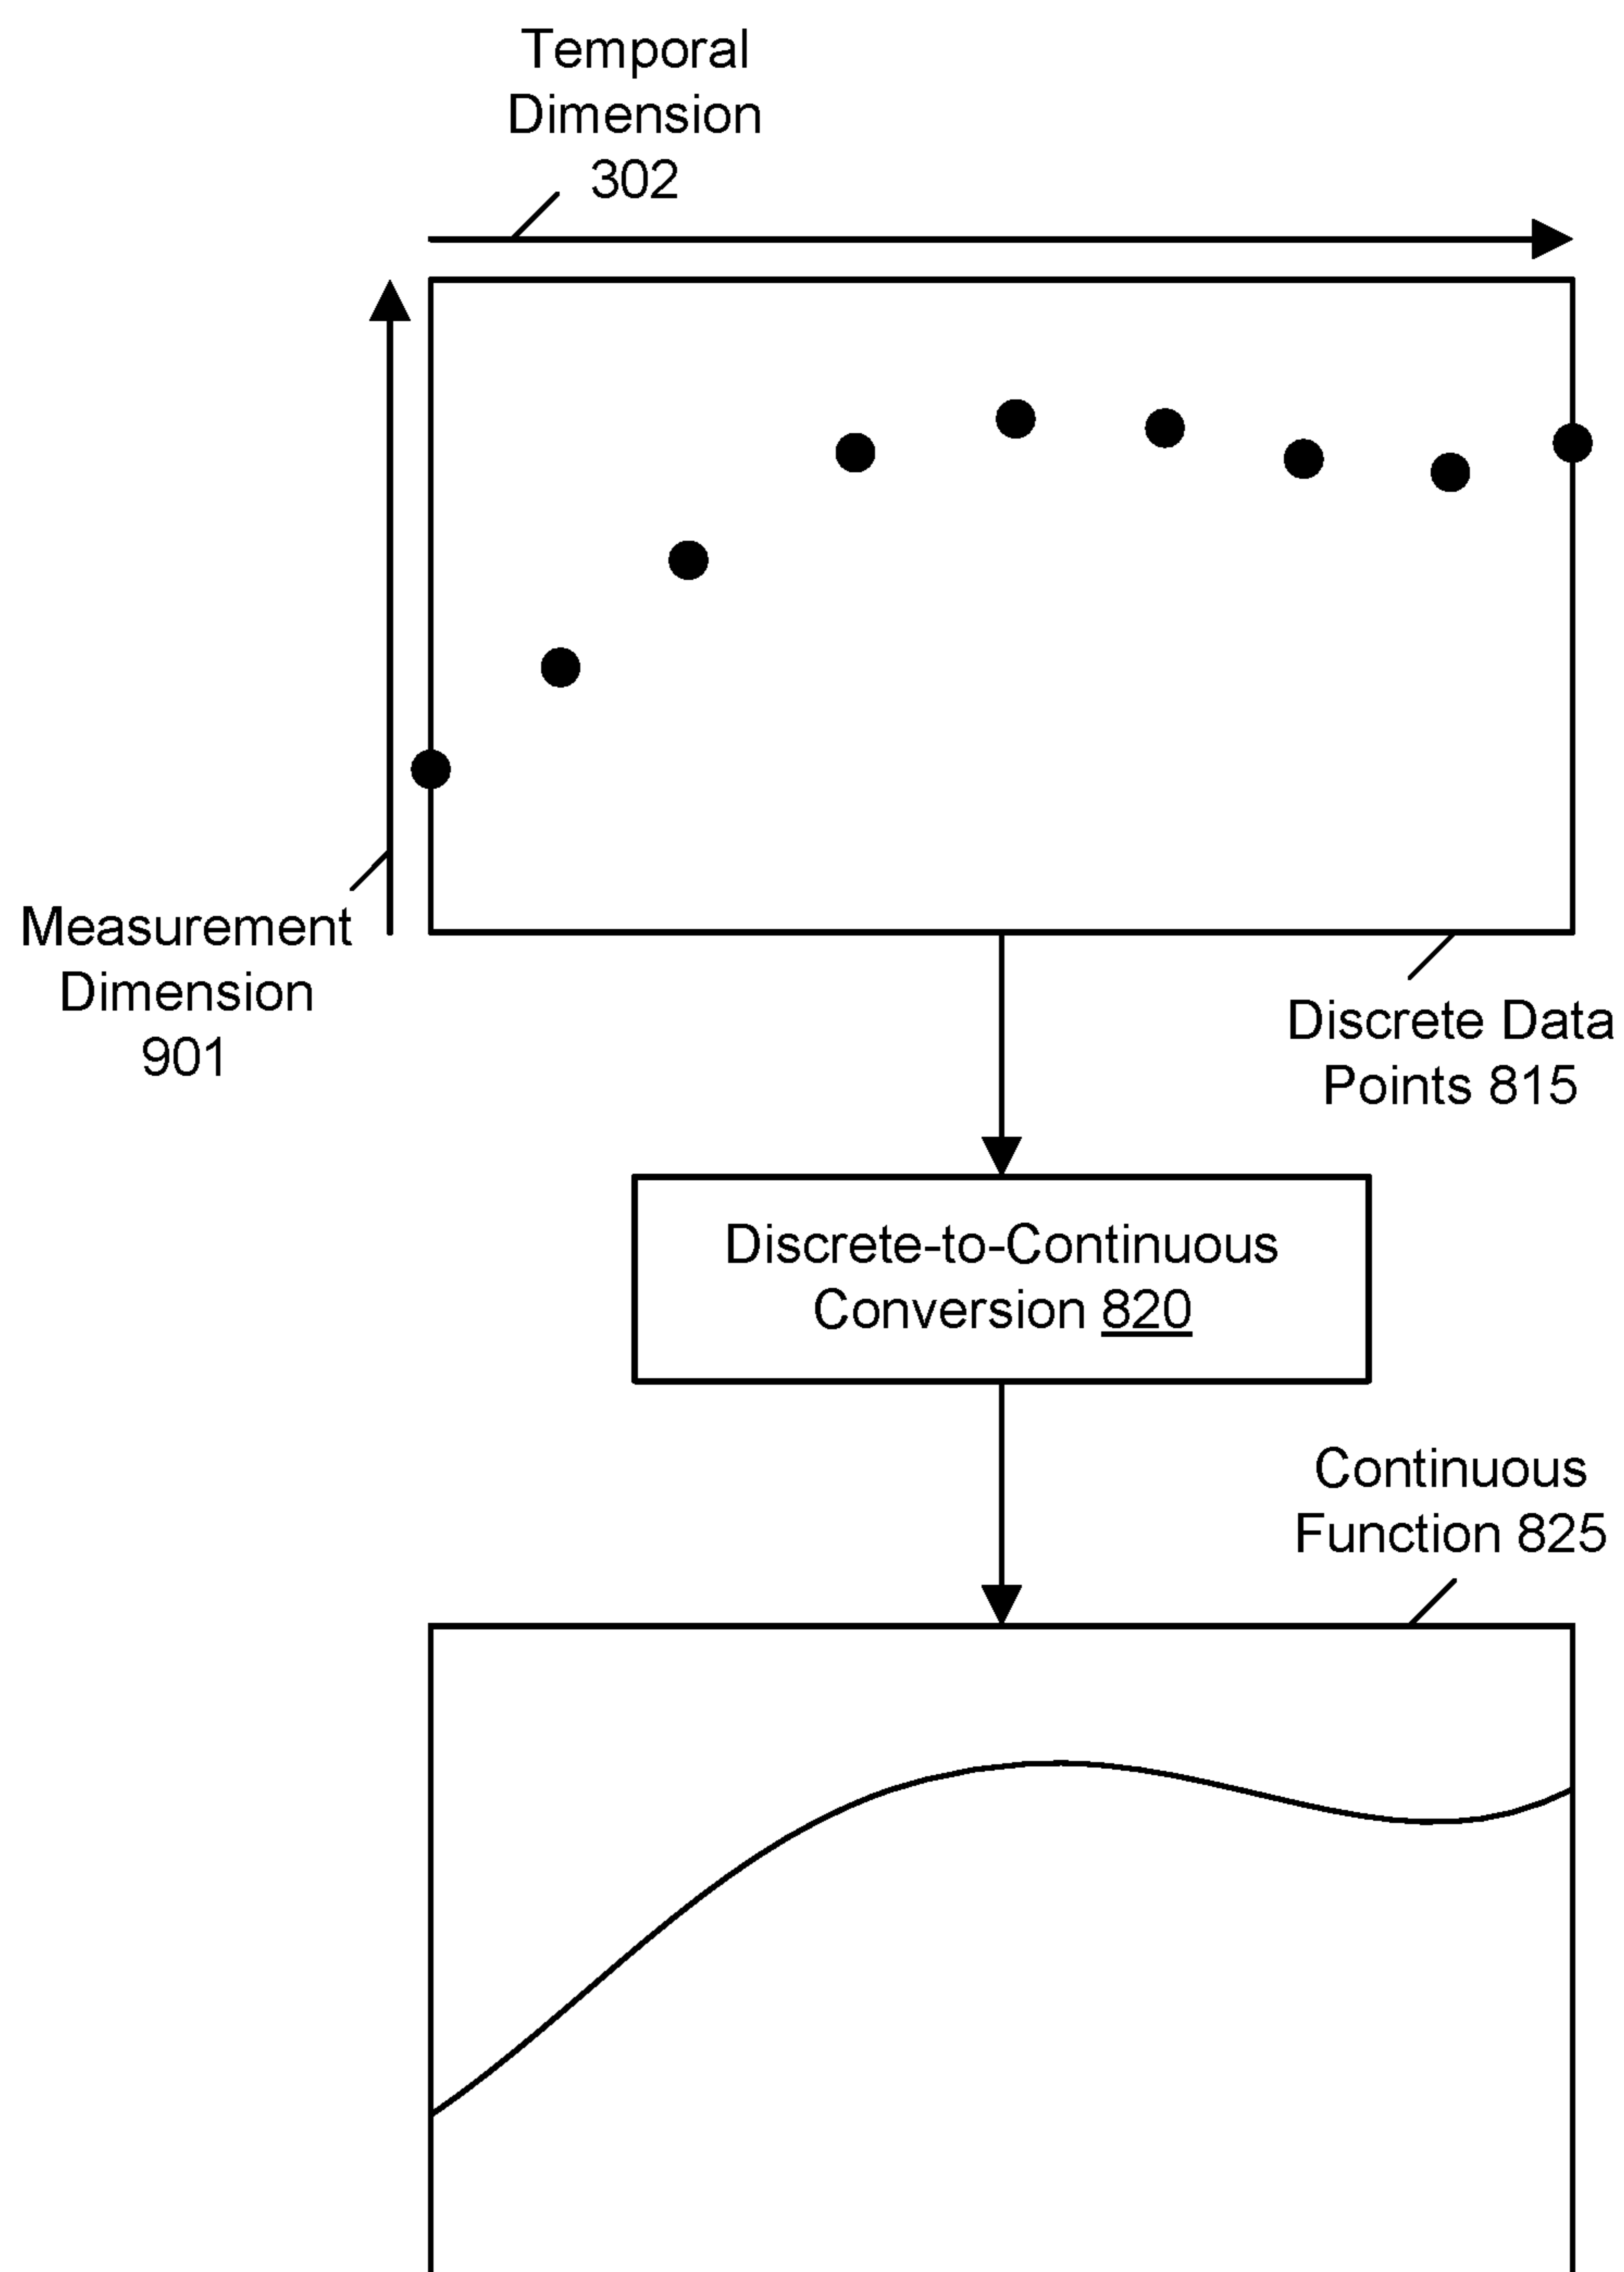 Temporal
Dimension
302
Measurement
Dimension
901
Discrete Data
Points 815
Discrete-to-Continuous
Conversion 820
Continuous
Function 825